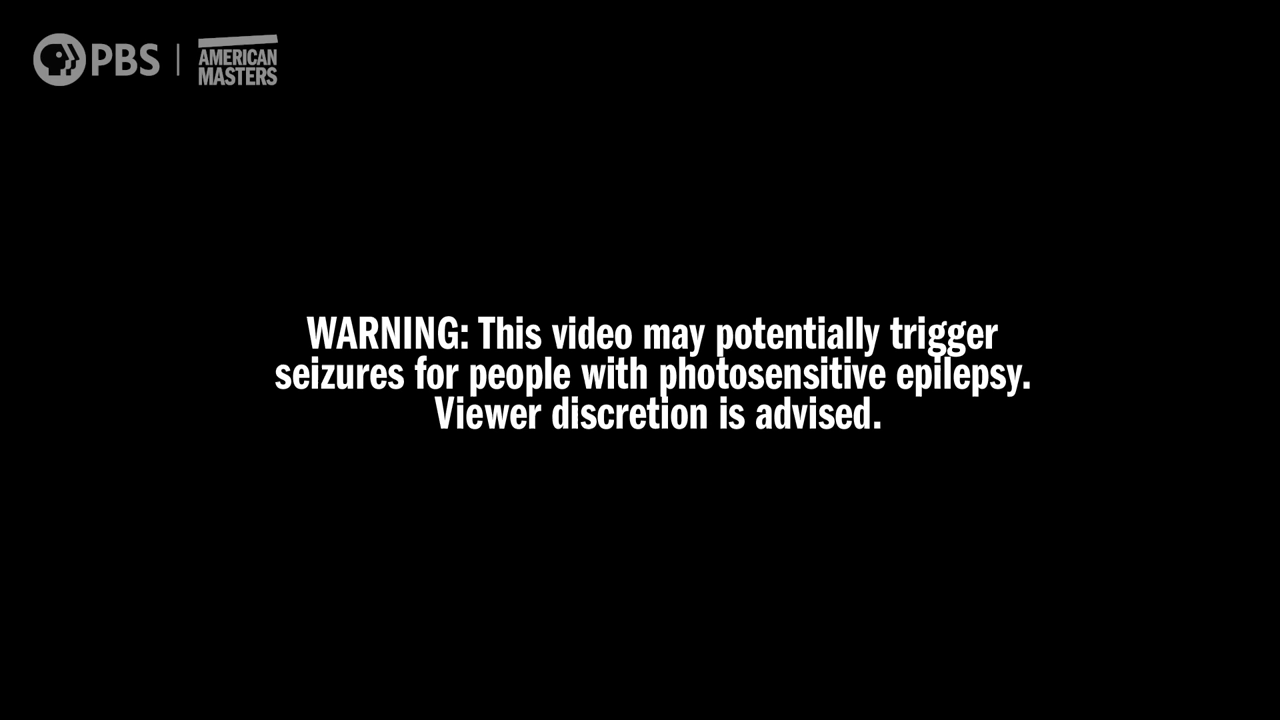 PBS | AMERICAN
MASTERS
WARNING: This video may potentially trigger
seizures for people with photosensitive epilepsy.
Viewer discretion is advised.